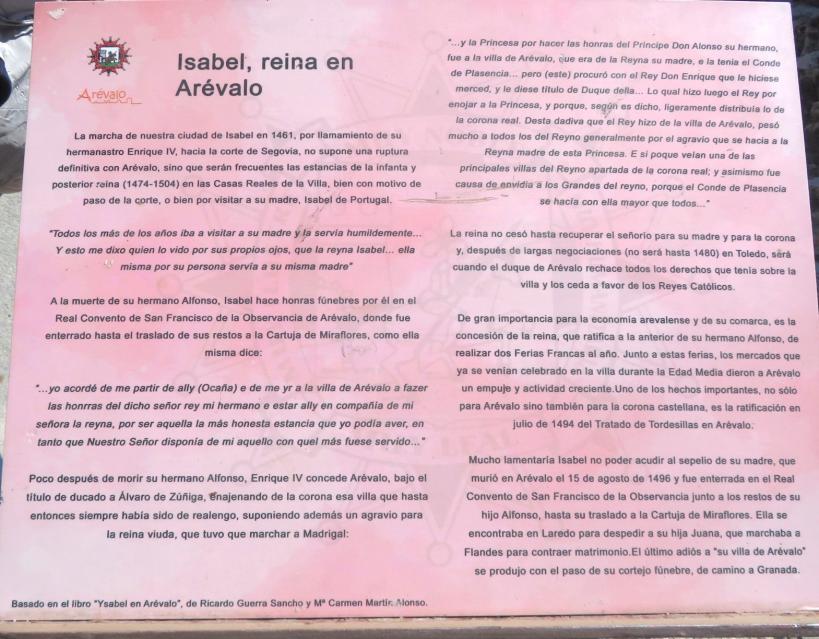 Arévalo
Isabel, reina en
Arévalo
La marcha de nuestra ciudad de Isabel en 1461, por llamamiento de su
hermanastro Enrique IV, hacia la corte de Segovia, no supone una ruptura
definitiva con Arévalo, sino que serán frecuentes las estancias de la infanta y
posterior reina (1474-1504) en las Casas Reales de la Villa, bien con motivo de
paso de la corte, o bien por visitar a su madre, Isabel de Portugal.
"Todos los más de los años iba a visitar a su madre y la servía humildemente...
Y esto me dixo quien lo vido por sus propios ojos, que la reyna Isabel... ella
misma por su persona servía a su misma madre"
A la muerte de su hermano Alfonso, Isabel hace honras fúnebres por él en el
Real Convento de San Francisco de la Observancia de Arévalo, donde fue
enterrado hasta el traslado de sus restos a la Cartuja de Miraflores, como ella
misma dice:
"...yo acordé de me partir de ally (Ocaña) e de me yr a la villa de Arévalo a fazer
las honrras del dicho señor rey mi hermano e estar ally en compañía de mi
señora la reyna, por ser aquella la más honesta estancia que yo podía aver, en
tanto que Nuestro Señor disponía de mi aquello con quel más fuese servido..."
Poco después de morir su hermano Alfonso, Enrique IV concede Arévalo, bajo el
título de ducado a Álvaro de Zúñiga, enajenando de la corona esa villa que hasta
entonces siempre había sido de realengo, suponiendo además un agravio para
la reina viuda, que tuvo que marchar a Madrigal:
"...y la Princesa por hacer las honras del Príncipe Don Alonso su hermano,
fue a la villa de Arévalo, que era de la Reyna su madre, e la tenía el Conde
de Plasencia... pero (este) procuró con el Rey Don Enrique que le hiciese
merced, y le diese título de Duque della... Lo qual hizo luego el Rey por
enojar a la Princesa, y porque, según es dicho, ligeramente distribuía lo de
la corona real. Desta dadiva que el Rey hizo de la villa de Arévalo, pesó
mucho a todos los del Reyno generalmente por el agravio que se hacía a la
Reyna madre de esta Princesa. E si poque veían una de las
principales villas del Reyno apartada de la corona real; y asimismo fue
causa de envidia a los Grandes del reyno, porque el Conde de Plasencia
se hacía con ella mayor que todos..."
La reina no cesó hasta recuperar el señorío para su madre y para la corona
y, después de largas negociaciones (no será hasta 1480) en Toledo, será
cuando el duque de Arévalo rechace todos los derechos que tenía sobre la
villa y los ceda a favor de los Reyes Católicos.
De gran importancia para la economía arevalense y de su comarca, es la
concesión de la reina, que ratifica a la anterior de su hermano Alfonso, de
realizar dos Ferias Francas al año. Junto a estas ferias, los mercados que
ya se venían celebrado en la villa durante la Edad Media dieron a Arévalo
un empuje y actividad creciente.Uno de los hechos importantes, no sólo
para Arévalo sino también para la corona castellana, es la ratificación en
julio de 1494 del Tratado de Tordesillas en Arévalo.
Mucho lamentaría Isabel no poder acudir al sepelio de su madre, que
murió en Arévalo el 15 de agosto de 1496 y fue enterrada en el Real
Convento de San Francisco de la Observancia junto a los restos de su
hijo Alfonso, hasta su traslado a la Cartuja de Miraflores. Ella se
encontraba en Laredo para despedir a su hija Juana, que marchaba a
Flandes para contraer matrimonio.El último adiós a "su villa de Arévalo"
se produjo con el paso de su cortejo fúnebre, de camino a Granada.
Basado en el libro "Ysabel en Arévalo", de Ricardo Guerra Sancho y Mª Carmen Martín Alonso.